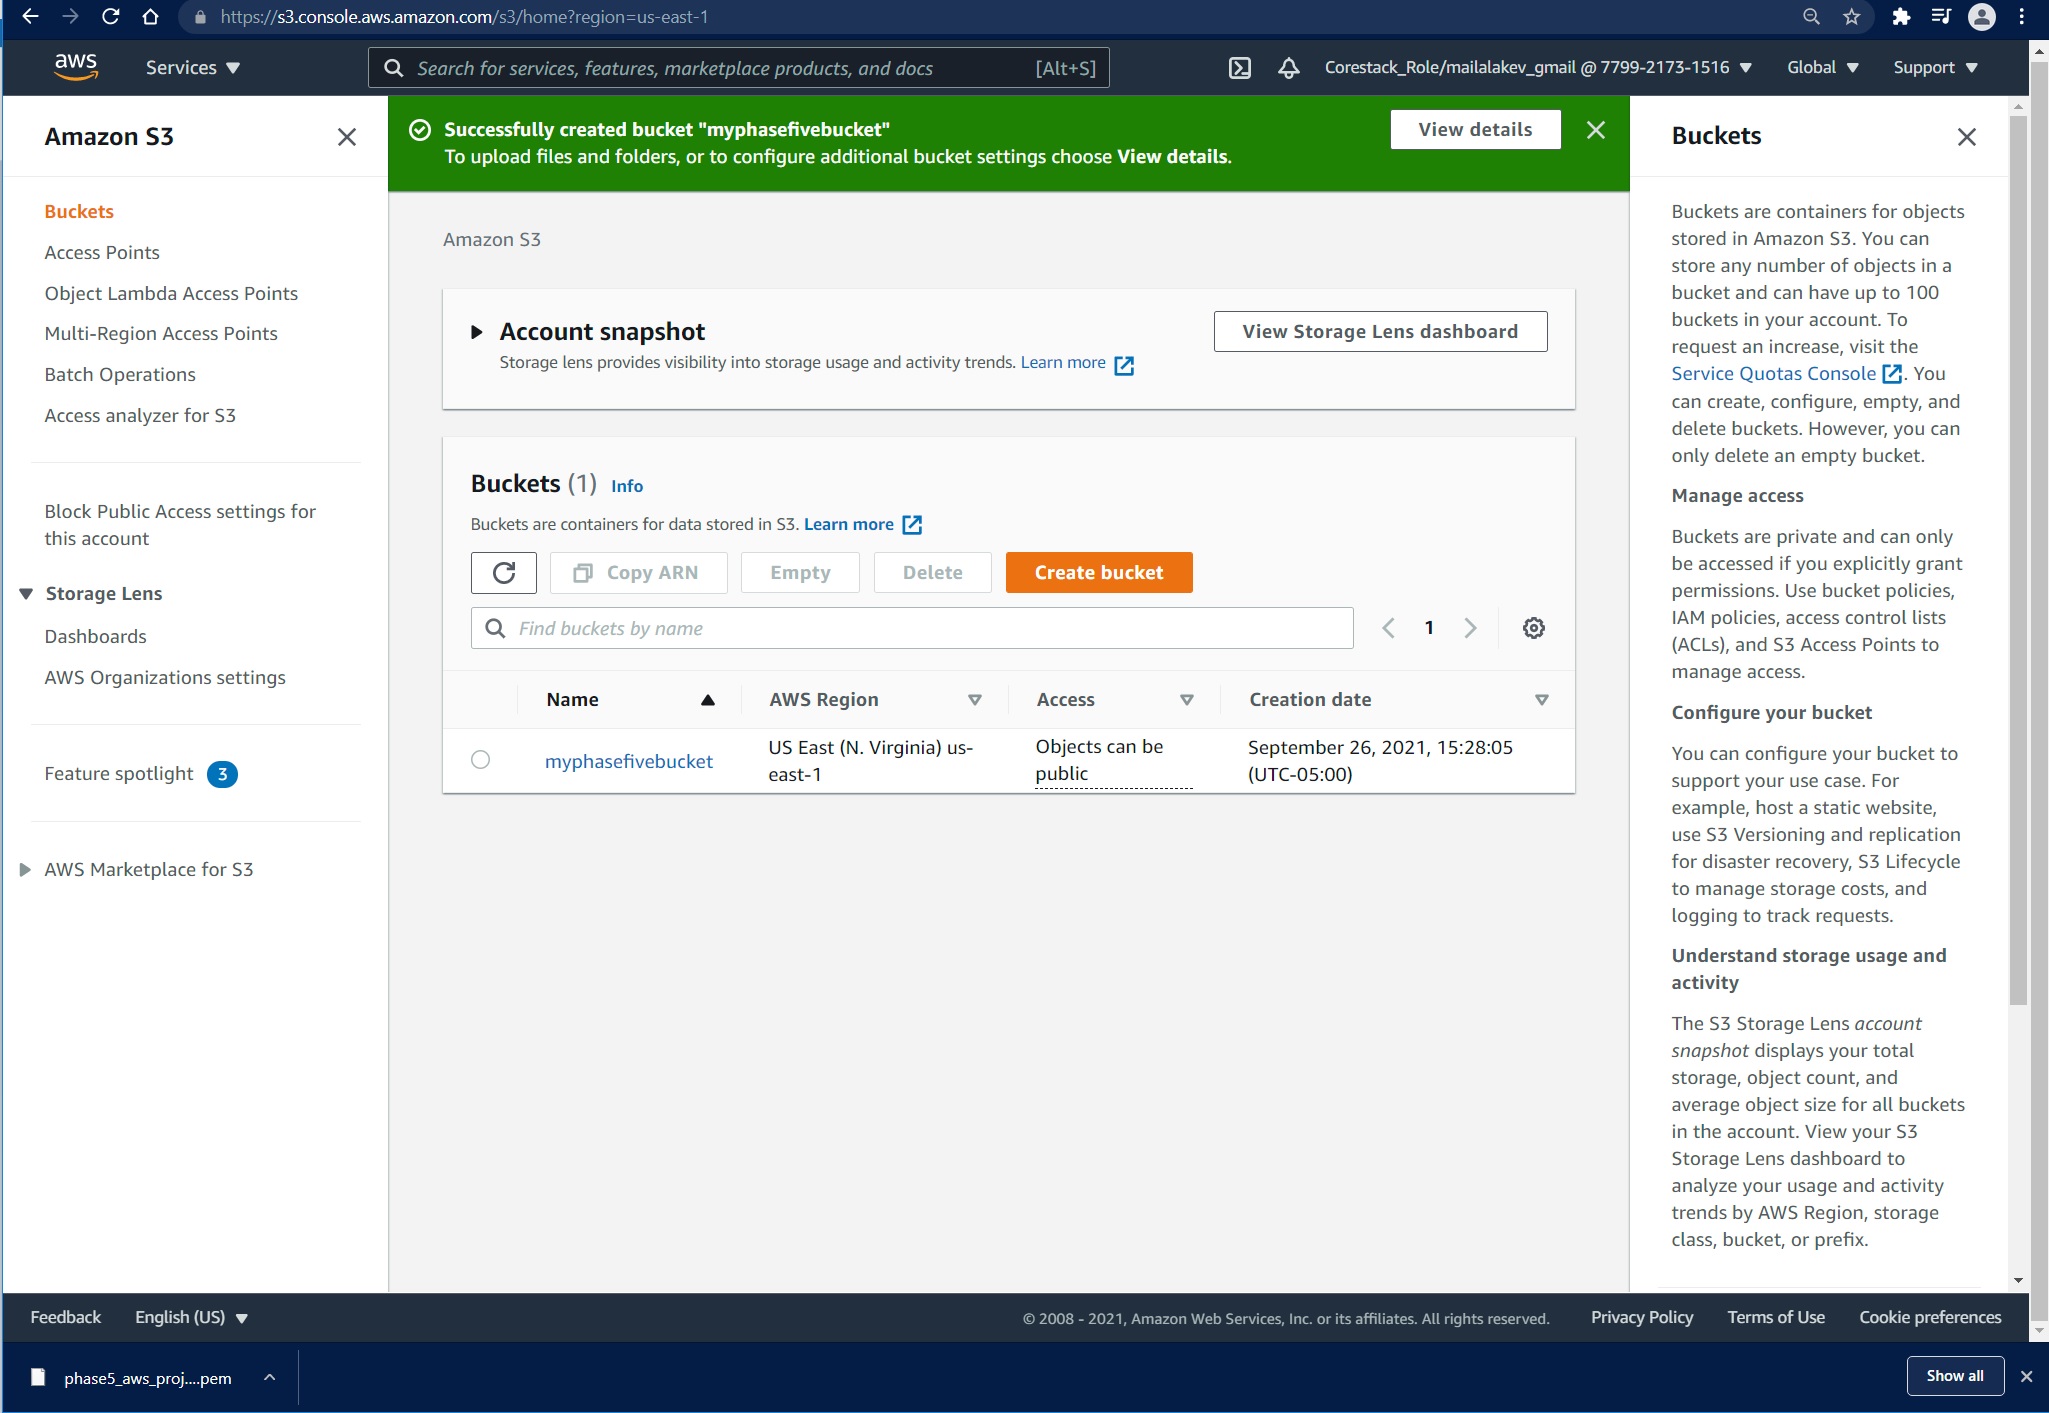 https://s3.console.aws.amazon.com/s3/home?region=us-east-1
aws
Services
Search for services, features, marketplace products, and docs
[Alt+S]
Corestack_Role/mailalakev_gmail @ 7799-2173-1516
Global
Support
Amazon S3
Buckets
Access Points
Object Lambda Access Points
Multi-Region Access Points
Batch Operations
Access analyzer for S3
Block Public Access settings for
this account
Storage Lens
Dashboards
AWS Organizations settings
Feature spotlight 3
AWS Marketplace for S3
Successfully created bucket "myphasefivebucket"
To upload files and folders, or to configure additional bucket settings choose View details.
View details
Amazon S3
Account snapshot
Storage lens provides visibility into storage usage and activity trends. Learn more
View Storage Lens dashboard
Buckets (1) Info
Buckets are containers for data stored in S3. Learn more
Copy ARN
Empty
Delete
Create bucket
Find buckets by name
1
Name
AWS Region
Access
Creation date
myphasefivebucket
US East (N. Virginia) us-
east-1
Objects can be
public
September 26, 2021, 15:28:05
(UTC-05:00)
Buckets
Buckets are containers for objects
stored in Amazon S3. You can
store any number of objects in a
bucket and can have up to 100
buckets in your account. To
request an increase, visit the
Service Quotas Console . You
can create, configure, empty, and
delete buckets. However, you can
only delete an empty bucket.
Manage access
Buckets are private and can only
be accessed if you explicitly grant
permissions. Use bucket policies,
IAM policies, access control lists
(ACLs), and S3 Access Points to
manage access.
Configure your bucket
You can configure your bucket to
support your use case. For
example, host a static website,
use S3 Versioning and replication
for disaster recovery, S3 Lifecycle
to manage storage costs, and
logging to track requests.
Understand storage usage and
activity
The S3 Storage Lens account
snapshot displays your total
storage, object count, and
average object size for all buckets
in the account. View your S3
Storage Lens dashboard to
analyze your usage and activity
trends by AWS Region, storage
class, bucket, or prefix.
Feedback
English (US)
© 2008 - 2021, Amazon Web Services, Inc. or its affiliates. All rights reserved.
Privacy Policy
Terms of Use
Cookie preferences
phase5_aws_proj....pem
Show all